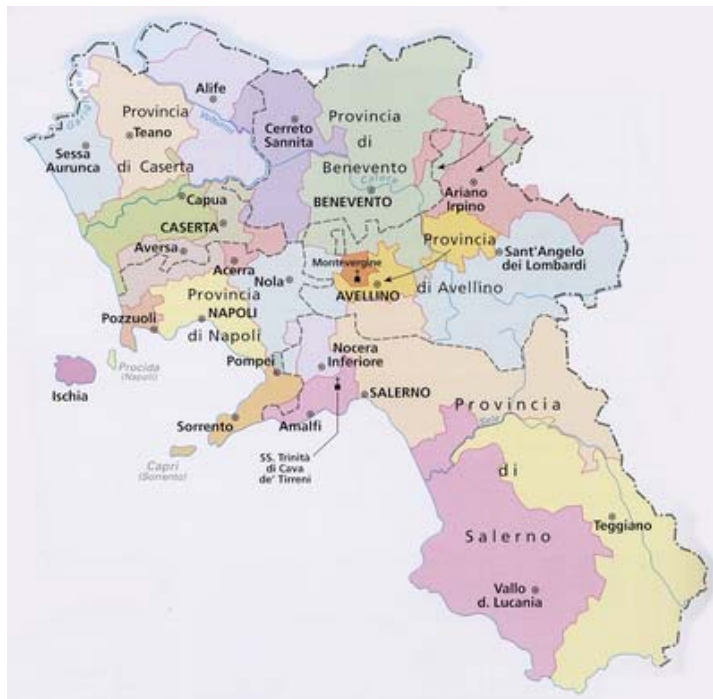 Alife
Provincia
Teano
di Caserta
Volturno
Cerreto
Sannita
Provincia
di
Benevento
Calore
BENEVENTO
Sessa
Aurunca
Capua
CASERTA
Aversa
Acerra
Ariano
Irpino
Provincia
Sant'Angelo
dei Lombardi
di Avellino
Montevergine
AVELLINO
Nola
Provincia
NAPOLI
di Napoli
Pozzuoli
Procida
(Napoli)
Ischia
Pompei
Nocera
Inferiore
SALERNO
Sorrento
Amalfi
Capri
(Sorrento)
SS. Trinità
di Cava
de' Tirreni
Provincia
di
Salerno
Sele
Teggiano
Vallo
d. Lucania